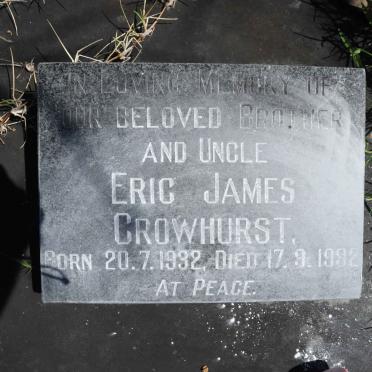 IN LOVING MEMORY OF
OUR BELOVED BROTHER
AND UNCLE
ERIC JAMES
CROWHURST,
BORN 20.7.1932, DIED 17.9.1992
AT PEACE.